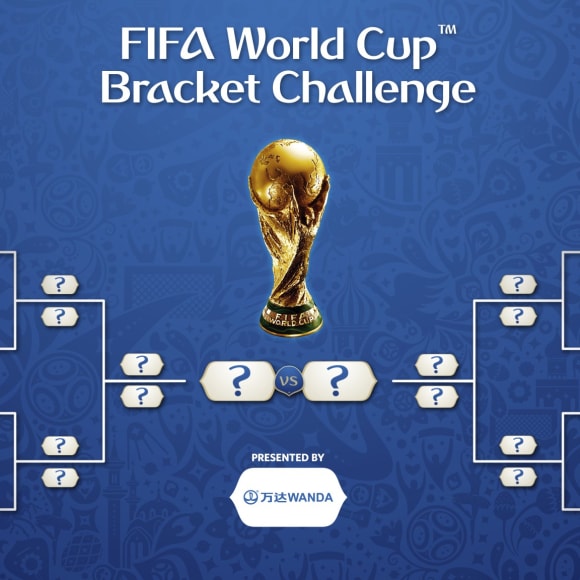 FIFA World Cup™
Bracket Challenge
FIFA
WORLD CUP
? ?
? ?
? ?
? ? VS ? ?
? ?
? ?
PRESENTED BY
万达WANDA